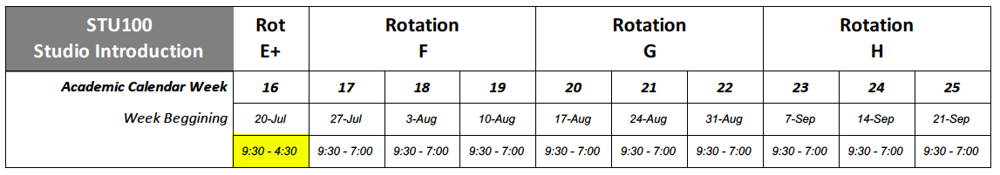 STU100
Studio Introduction
Rot
E+
Rotation
F
Rotation
G
Rotation
H
Academic Calendar Week 16 17 18 19 20 21 22 23 24 25
Week Beggining 20-Jul 27-Jul 3-Aug 10-Aug 17-Aug 24-Aug 31-Aug 7-Sep 14-Sep 21-Sep
9:30 - 4:30 9:30 - 7:00 9:30 - 7:00 9:30 - 7:00 9:30 - 7:00 9:30 - 7:00 9:30 - 7:00 9:30 - 7:00 9:30 - 7:00 9:30 - 7:00